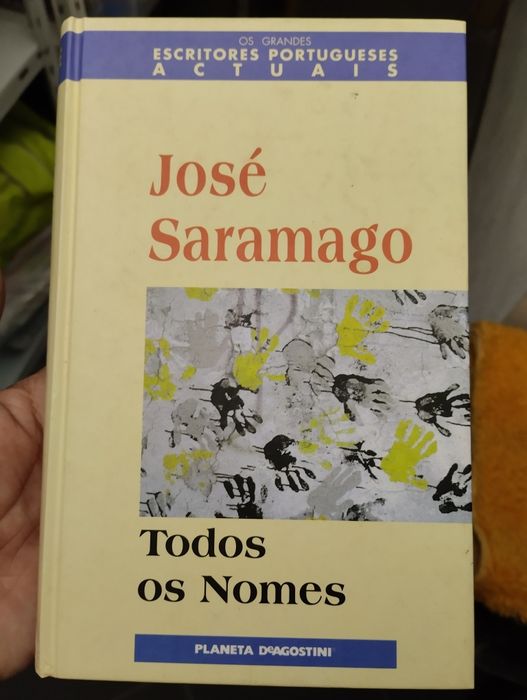 OS GRANDES
ESCRITORES PORTUGUESES
ACTUAIS
José
Saramago
Todos
os Nomes
PLANETA DeAGOSTINI